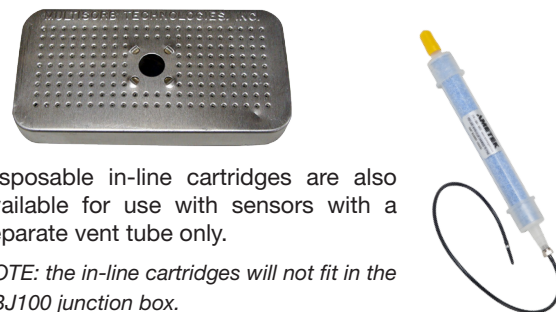 MULTISORB TECHNOLOGIES, INC.
isposable in-line cartridges are also
ailable for use with sensors with a
eparate vent tube only.
OTE: the in-line cartridges will not fit in the
BJ100 junction box.
AMETEK